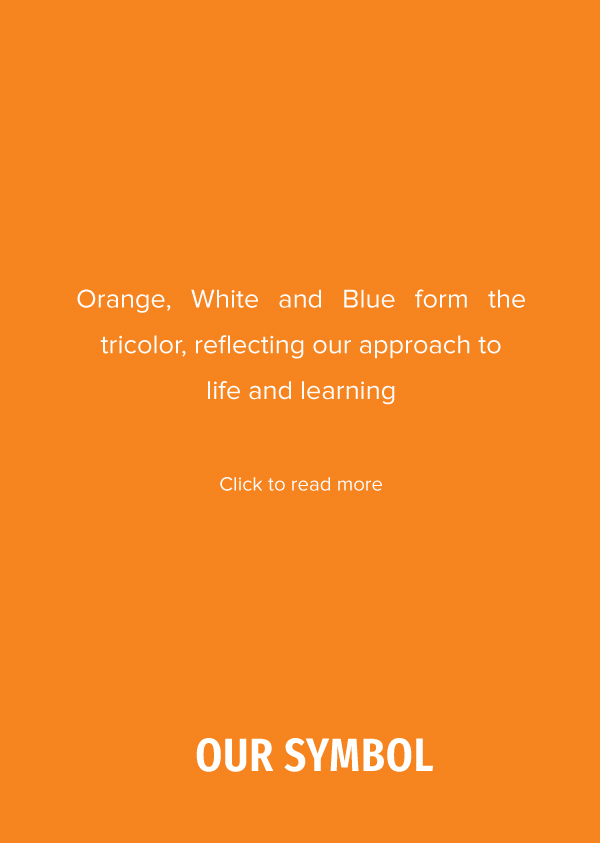 Orange, White and Blue form the
tricolor, reflecting our approach to
life and learning
Click to read more
OUR SYMBOL